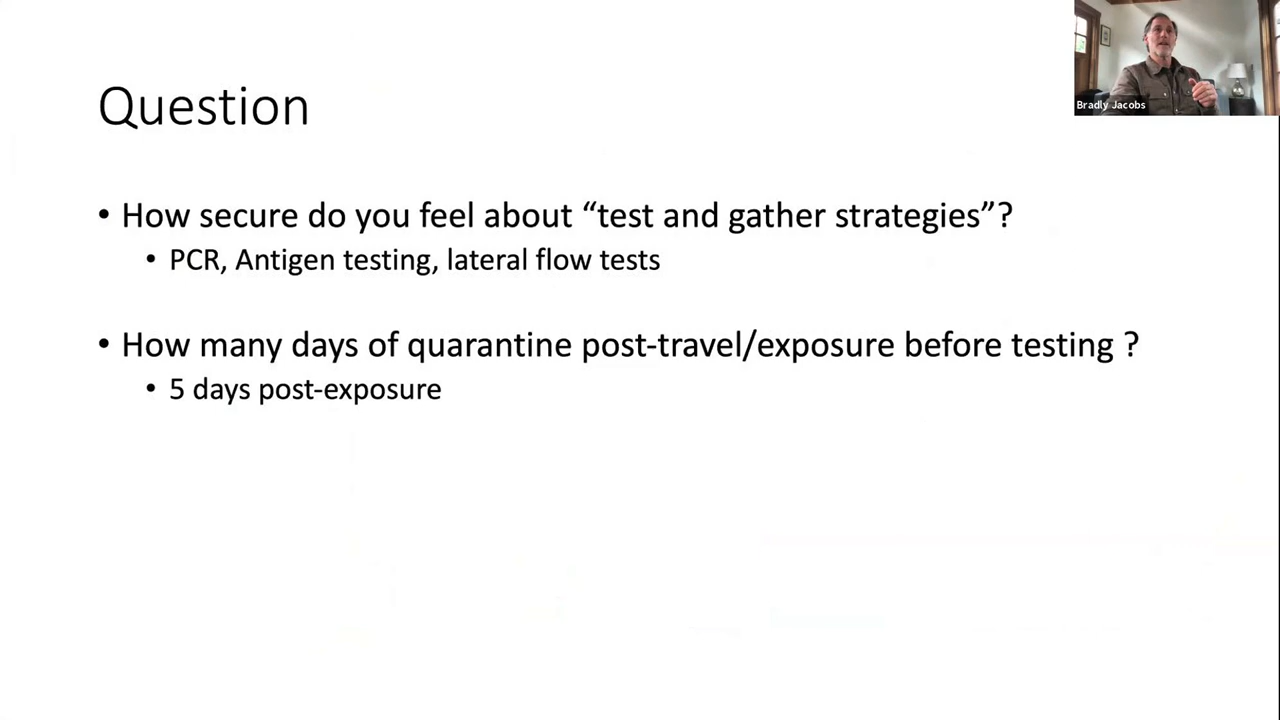 Question
• How secure do you feel about “test and gather strategies”?
• PCR, Antigen testing, lateral flow tests
• How many days of quarantine post-travel/exposure before testing ?
• 5 days post-exposure
Bradly Jacobs